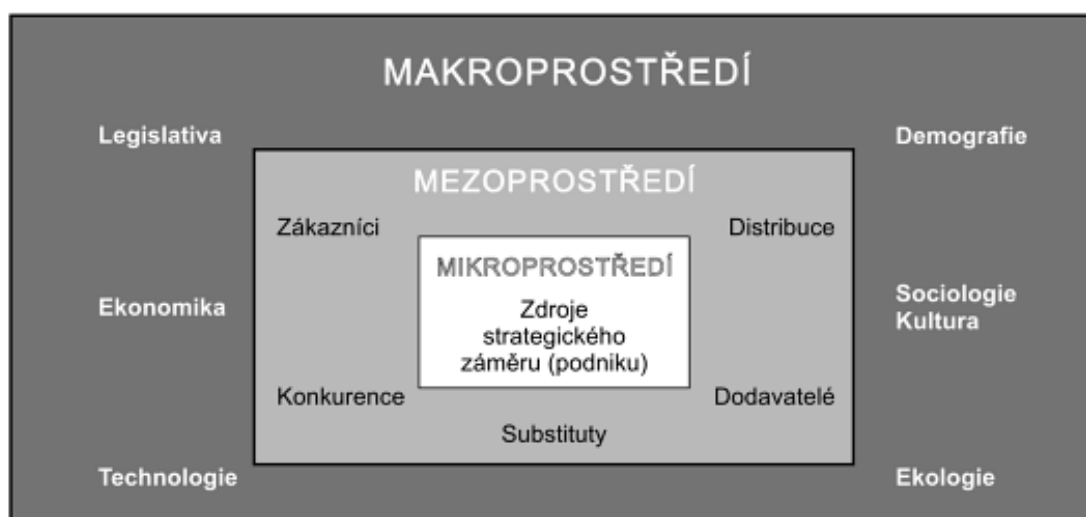 MAKROPROSTŘEDÍ
Legislativa
Demografie
MEZOPROSTŘEDÍ
Zákazníci
Distribuce
MIKROPROSTŘEDÍ
Zdroje
strategického
záměru (podniku)
Ekonomika
Sociologie
Kultura
Konkurence
Dodavatelé
Substituty
Technologie
Ekologie